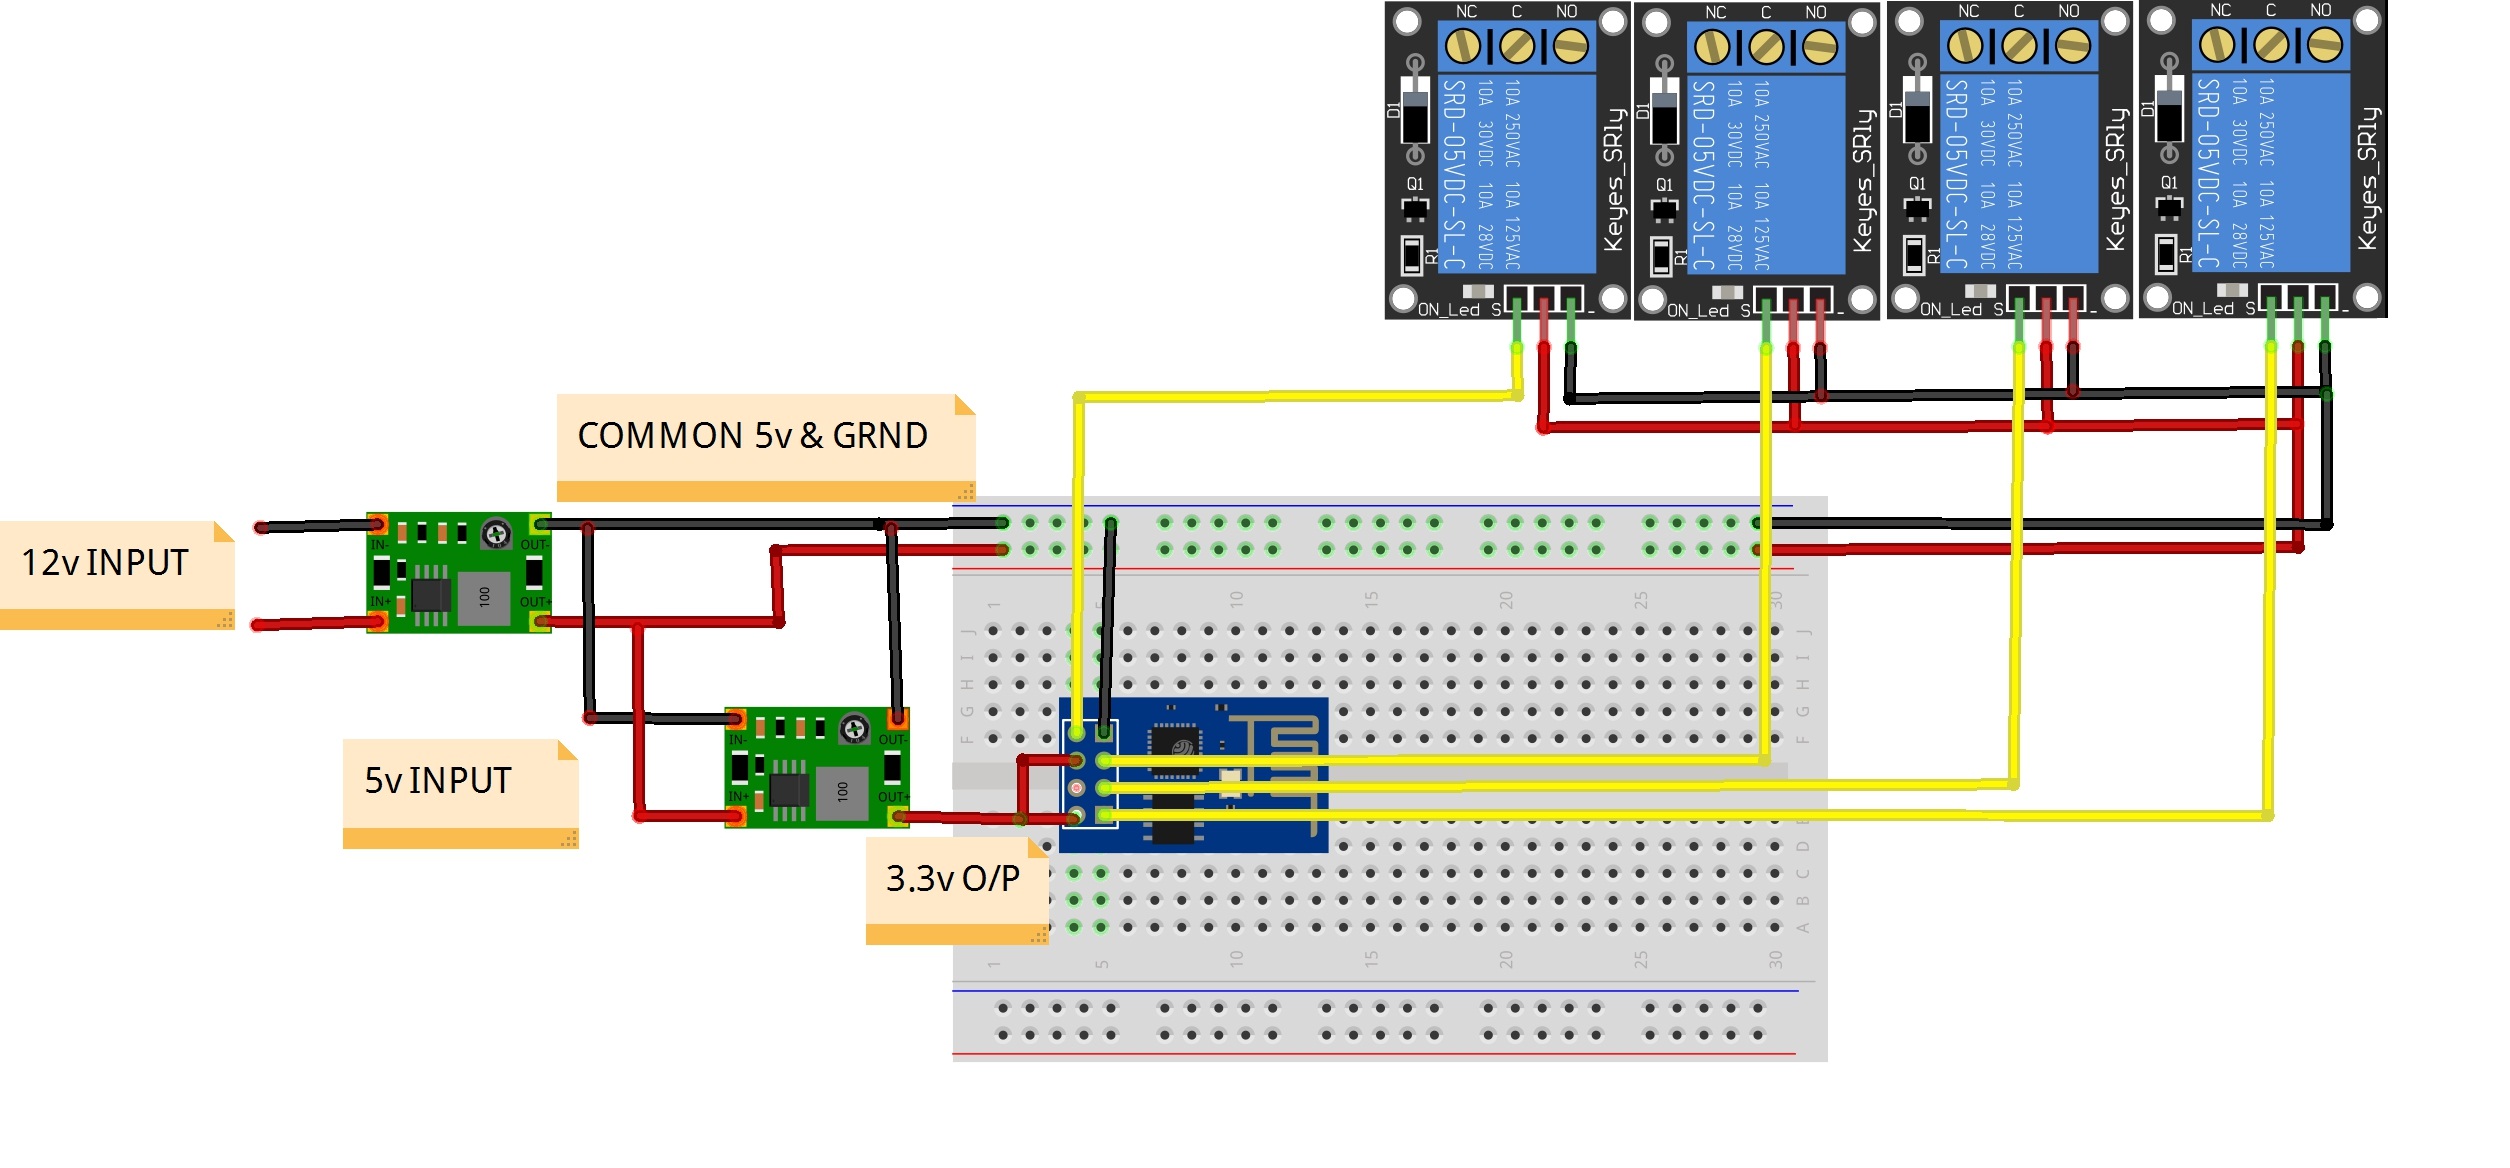 NC C NO
D1
SRD-05VDC-SL-C
10A 30VDC 10A 28VDC
10A 250VAC 10A 125VAC
Keyes_SRly
Q1
R1
ON_Led S -
NC C NO
D1
SRD-05VDC-SL-C
10A 30VDC 10A 28VDC
10A 250VAC 10A 125VAC
Keyes_SRly
Q1
R1
ON_Led S -
NC C NO
D1
SRD-05VDC-SL-C
10A 30VDC 10A 28VDC
10A 250VAC 10A 125VAC
Keyes_SRly
Q1
R1
ON_Led S -
NC C NO
D1
SRD-05VDC-SL-C
10A 30VDC 10A 28VDC
10A 250VAC 10A 125VAC
Keyes_SRly
Q1
R1
ON_Led S -
COMMON 5v & GRND
12v INPUT
IN- OUT-
100
IN+ OUT+
5v INPUT
IN- OUT-
100
IN+ OUT+
3.3v O/P
1 5 10 15 20 25 30
J J
I I
H H
G G
F F
E
D
C
B
A
1 5 10 15 20 25 30